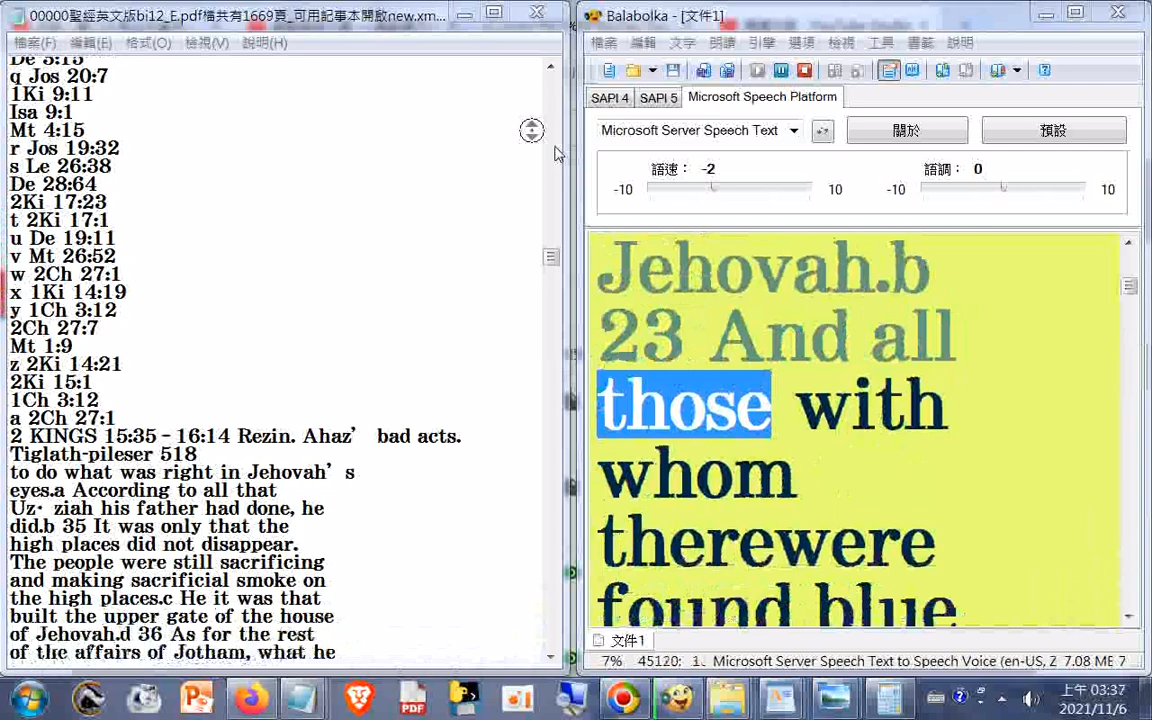 00000聖經英文版bi12_E.pdf檔共有1669頁_可用記事本開啟new.xm...
檔案(F) 編輯(E) 格式(O) 檢視(V) 說明(H)
De 3:15
q Jos 20:7
1Ki 9:11
Isa 9:1
Mt 4:15
r Jos 19:32
s Le 26:38
De 28:64
2Ki 17:23
t 2Ki 17:1
u De 19:11
v Mt 26:52
w 2Ch 27:1
x 1Ki 14:19
y 1Ch 3:12
2Ch 27:7
Mt 1:9
z 2Ki 14:21
2Ki 15:1
1Ch 3:12
a 2Ch 27:1
2 KINGS 15:35–16:14 Rezin. Ahaz’ bad acts.
Tiglath-pileser 518
to do what was right in Jehovah’s
eyes.a According to all that
Uz· ziah his father had done, he
did.b 35 It was only that the
high places did not disappear.
The people were still sacrificing
and making sacrificial smoke on
the high places.c He it was that
built the upper gate of the house
of Jehovah.d 36 As for the rest
of the affairs of Jotham, what he
Balabolka - [文件1]
檔案 編輯 文字 朗讀 引擎 選項 檢視 工具 書籤 說明
SAPI 4 SAPI 5 Microsoft Speech Platform
Microsoft Server Speech Text 關於 預設
語速： -2 語調： 0
-10 10 -10 10
Jehovah.b
23 And all
those with
whom
therewere
found blue
文件1
7% 45120: Microsoft Server Speech Text to Speech Voice (en-US, Z 7.08 ME 7
上午 03:37
2021/11/6